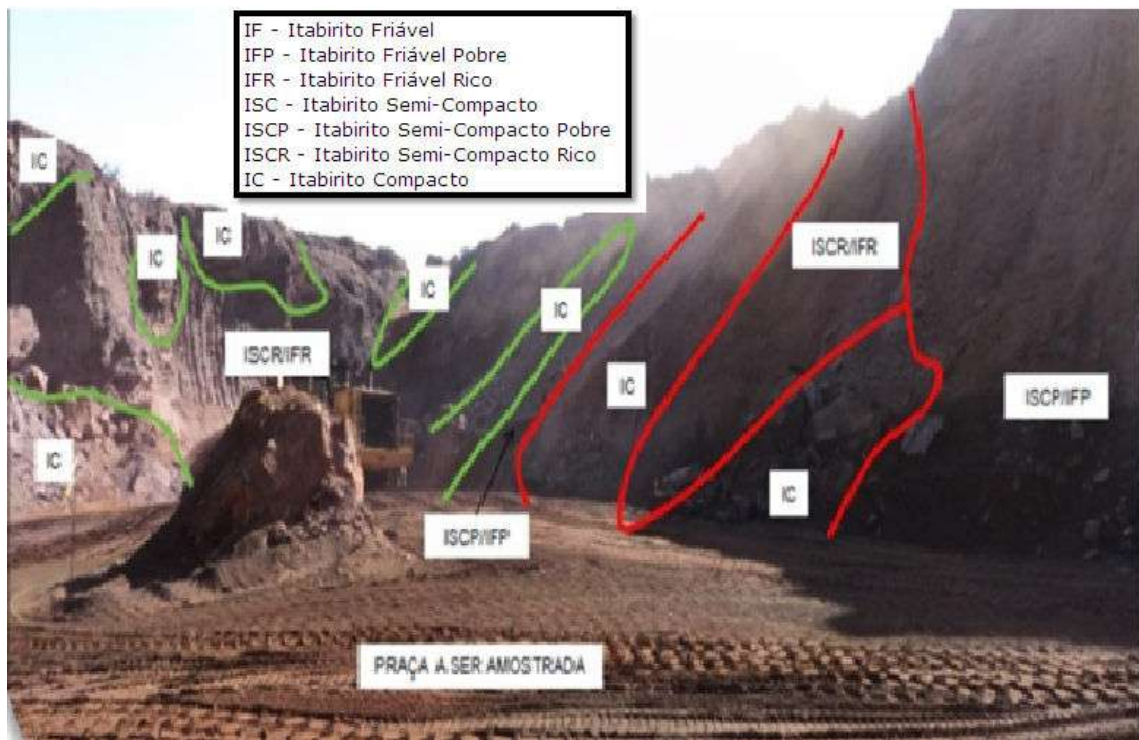 IF - Itabirito Friável
IFP - Itabirito Friável Pobre
IFR - Itabirito Friável Rico
ISC - Itabirito Semi-Compacto
ISCP - Itabirito Semi-Compacto Pobre
ISCR - Itabirito Semi-Compacto Rico
IC - Itabirito Compacto
IC
IC
IC
ISCR/IFR
IC
IC
ISCR/IFR
IC
ISCP/IFP
IC
IC
ISCP/IFP
PRAÇA A SER AMOSTRADA